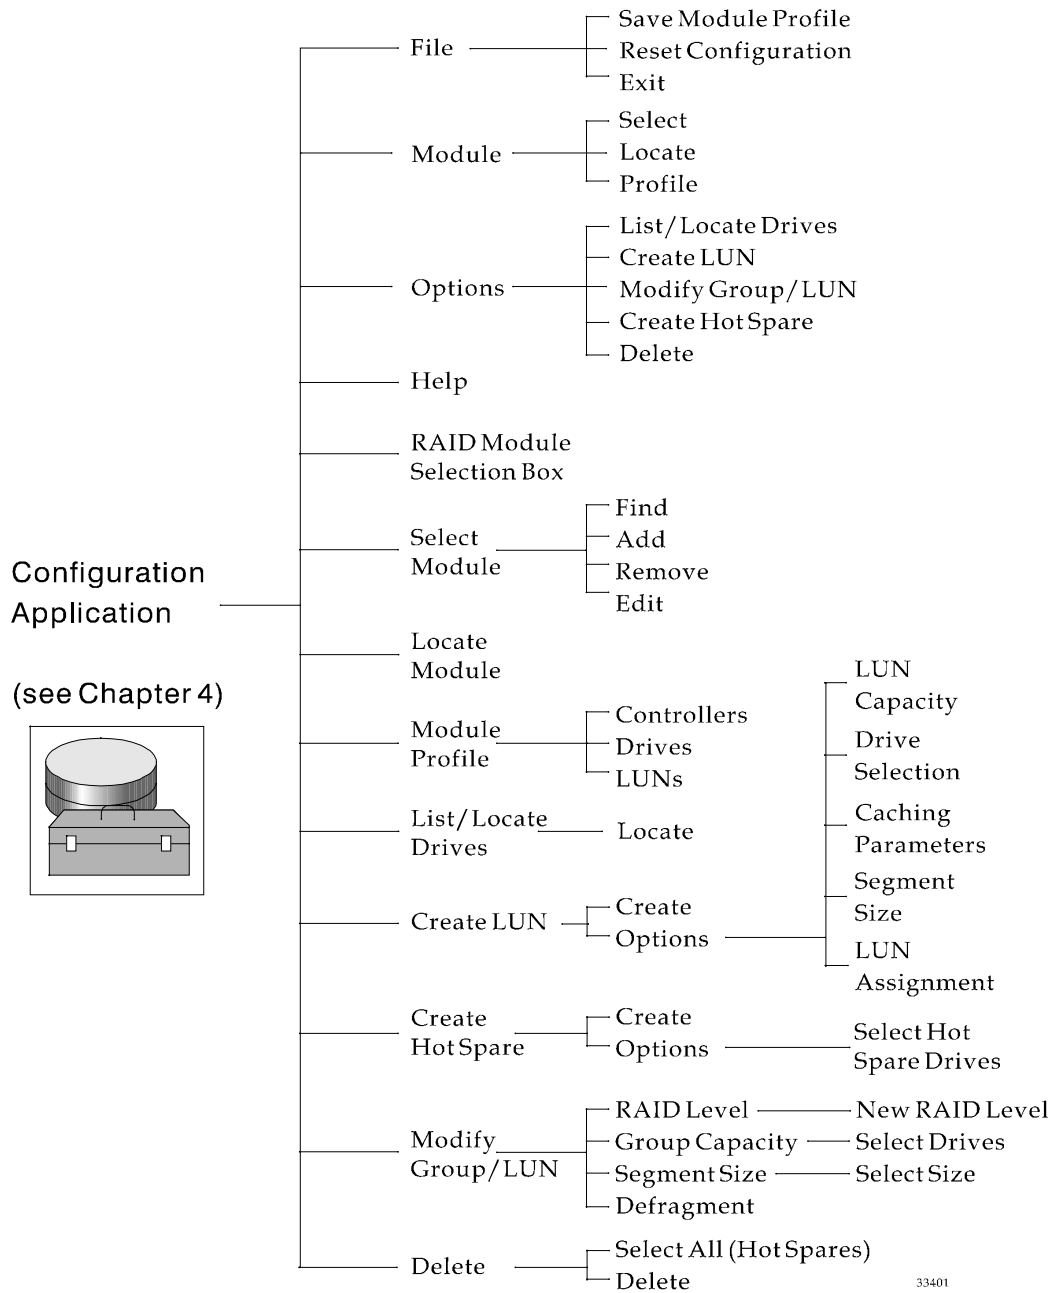 File
Save Module Profile
Reset Configuration
Exit
Module
Select
Locate
Profile
Options
List/Locate Drives
Create LUN
Modify Group/LUN
Create Hot Spare
Delete
Help
RAID Module
Selection Box
Select
Module
Find
Add
Remove
Edit
Configuration
Application
(see Chapter 4)
Locate
Module
Module
Profile
Controllers
Drives
LUNs
List/Locate
Drives
Locate
Create LUN
Create
Options
LUN
Capacity
Drive
Selection
Caching
Parameters
Segment
Size
LUN
Assignment
Create
Hot Spare
Create
Options
Select Hot
Spare Drives
Modify
Group/LUN
RAID Level
New RAID Level
Group Capacity
Select Drives
Segment Size
Select Size
Defragment
Delete
Select All (Hot Spares)
Delete
33401